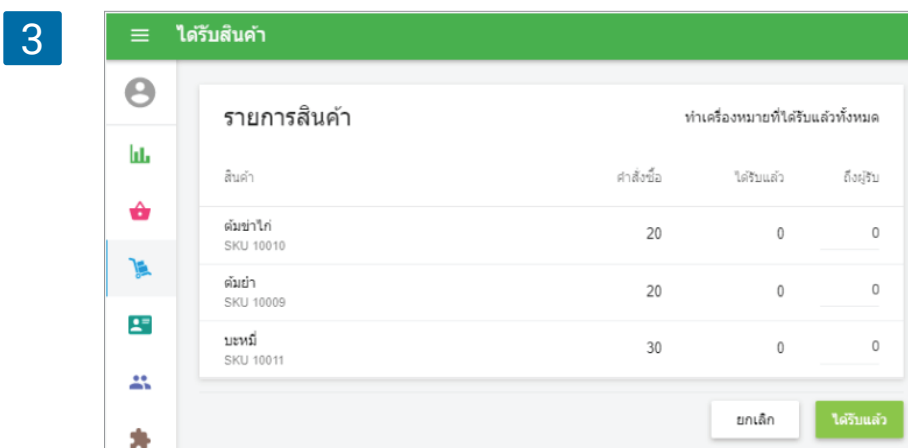 3
ได้รับสินค้า
รายการสินค้า
ทำเครื่องหมายที่ได้รับแล้วทั้งหมด
สินค้า คำสั่งซื้อ ได้รับแล้ว ถึงผู้รับ
ต้มข่าไก่
SKU 10010
20 0 0
ต้มยำ
SKU 10009
20 0 0
บะหมี่
SKU 10011
30 0 0
ยกเลิก ได้รับแล้ว